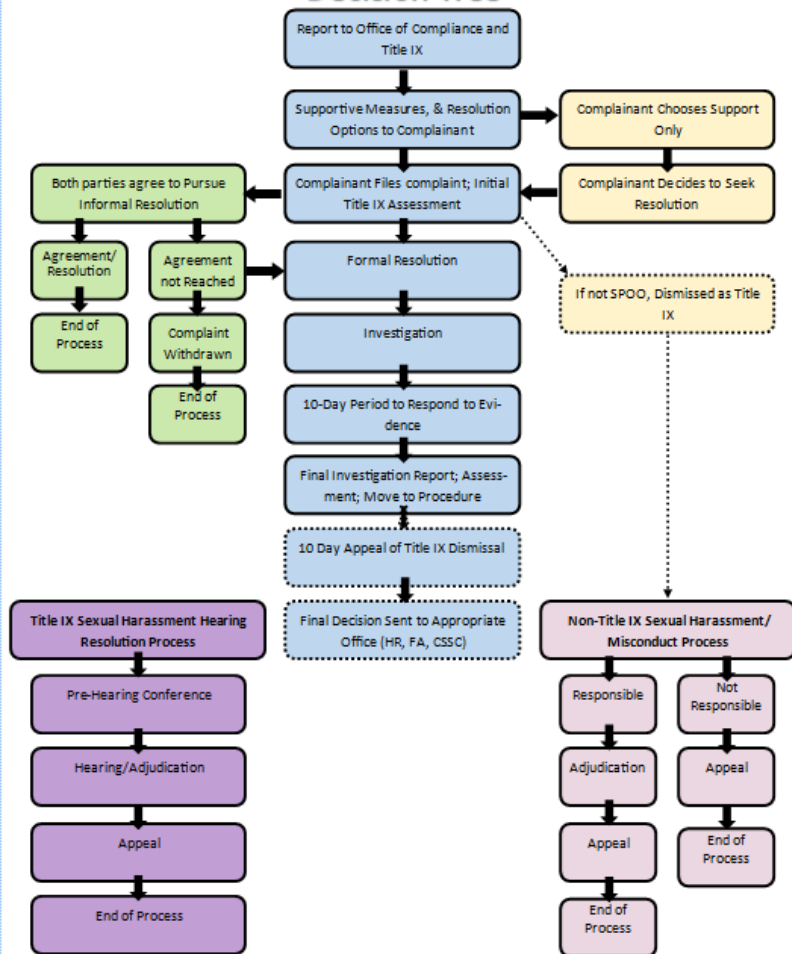 Report to Office of Compliance and
Title IX
Supportive Measures, & Resolution
Options to Complainant
Complainant Chooses Support
Only
Both parties agree to Pursue
Informal Resolution
Complainant Files complaint; Initial
Title IX Assessment
Complainant Decides to Seek
Resolution
Agreement/
Resolution
Agreement
not Reached
Formal Resolution
If not SPOO, Dismissed as Title
IX
End of
Process
Complaint
Withdrawn
Investigation
End of
Process
10-Day Period to Respond to Evi-
dence
Final Investigation Report; Assess-
ment; Move to Procedure
10 Day Appeal of Title IX Dismissal
Title IX Sexual Harassment Hearing
Resolution Process
Final Decision Sent to Appropriate
Office (HR, FA, CSSC)
Non-Title IX Sexual Harassment/
Misconduct Process
Pre-Hearing Conference
Responsible
Not
Responsible
Hearing/Adjudication
Adjudication
Appeal
Appeal
Appeal
End of
Process
End of Process
End of
Process